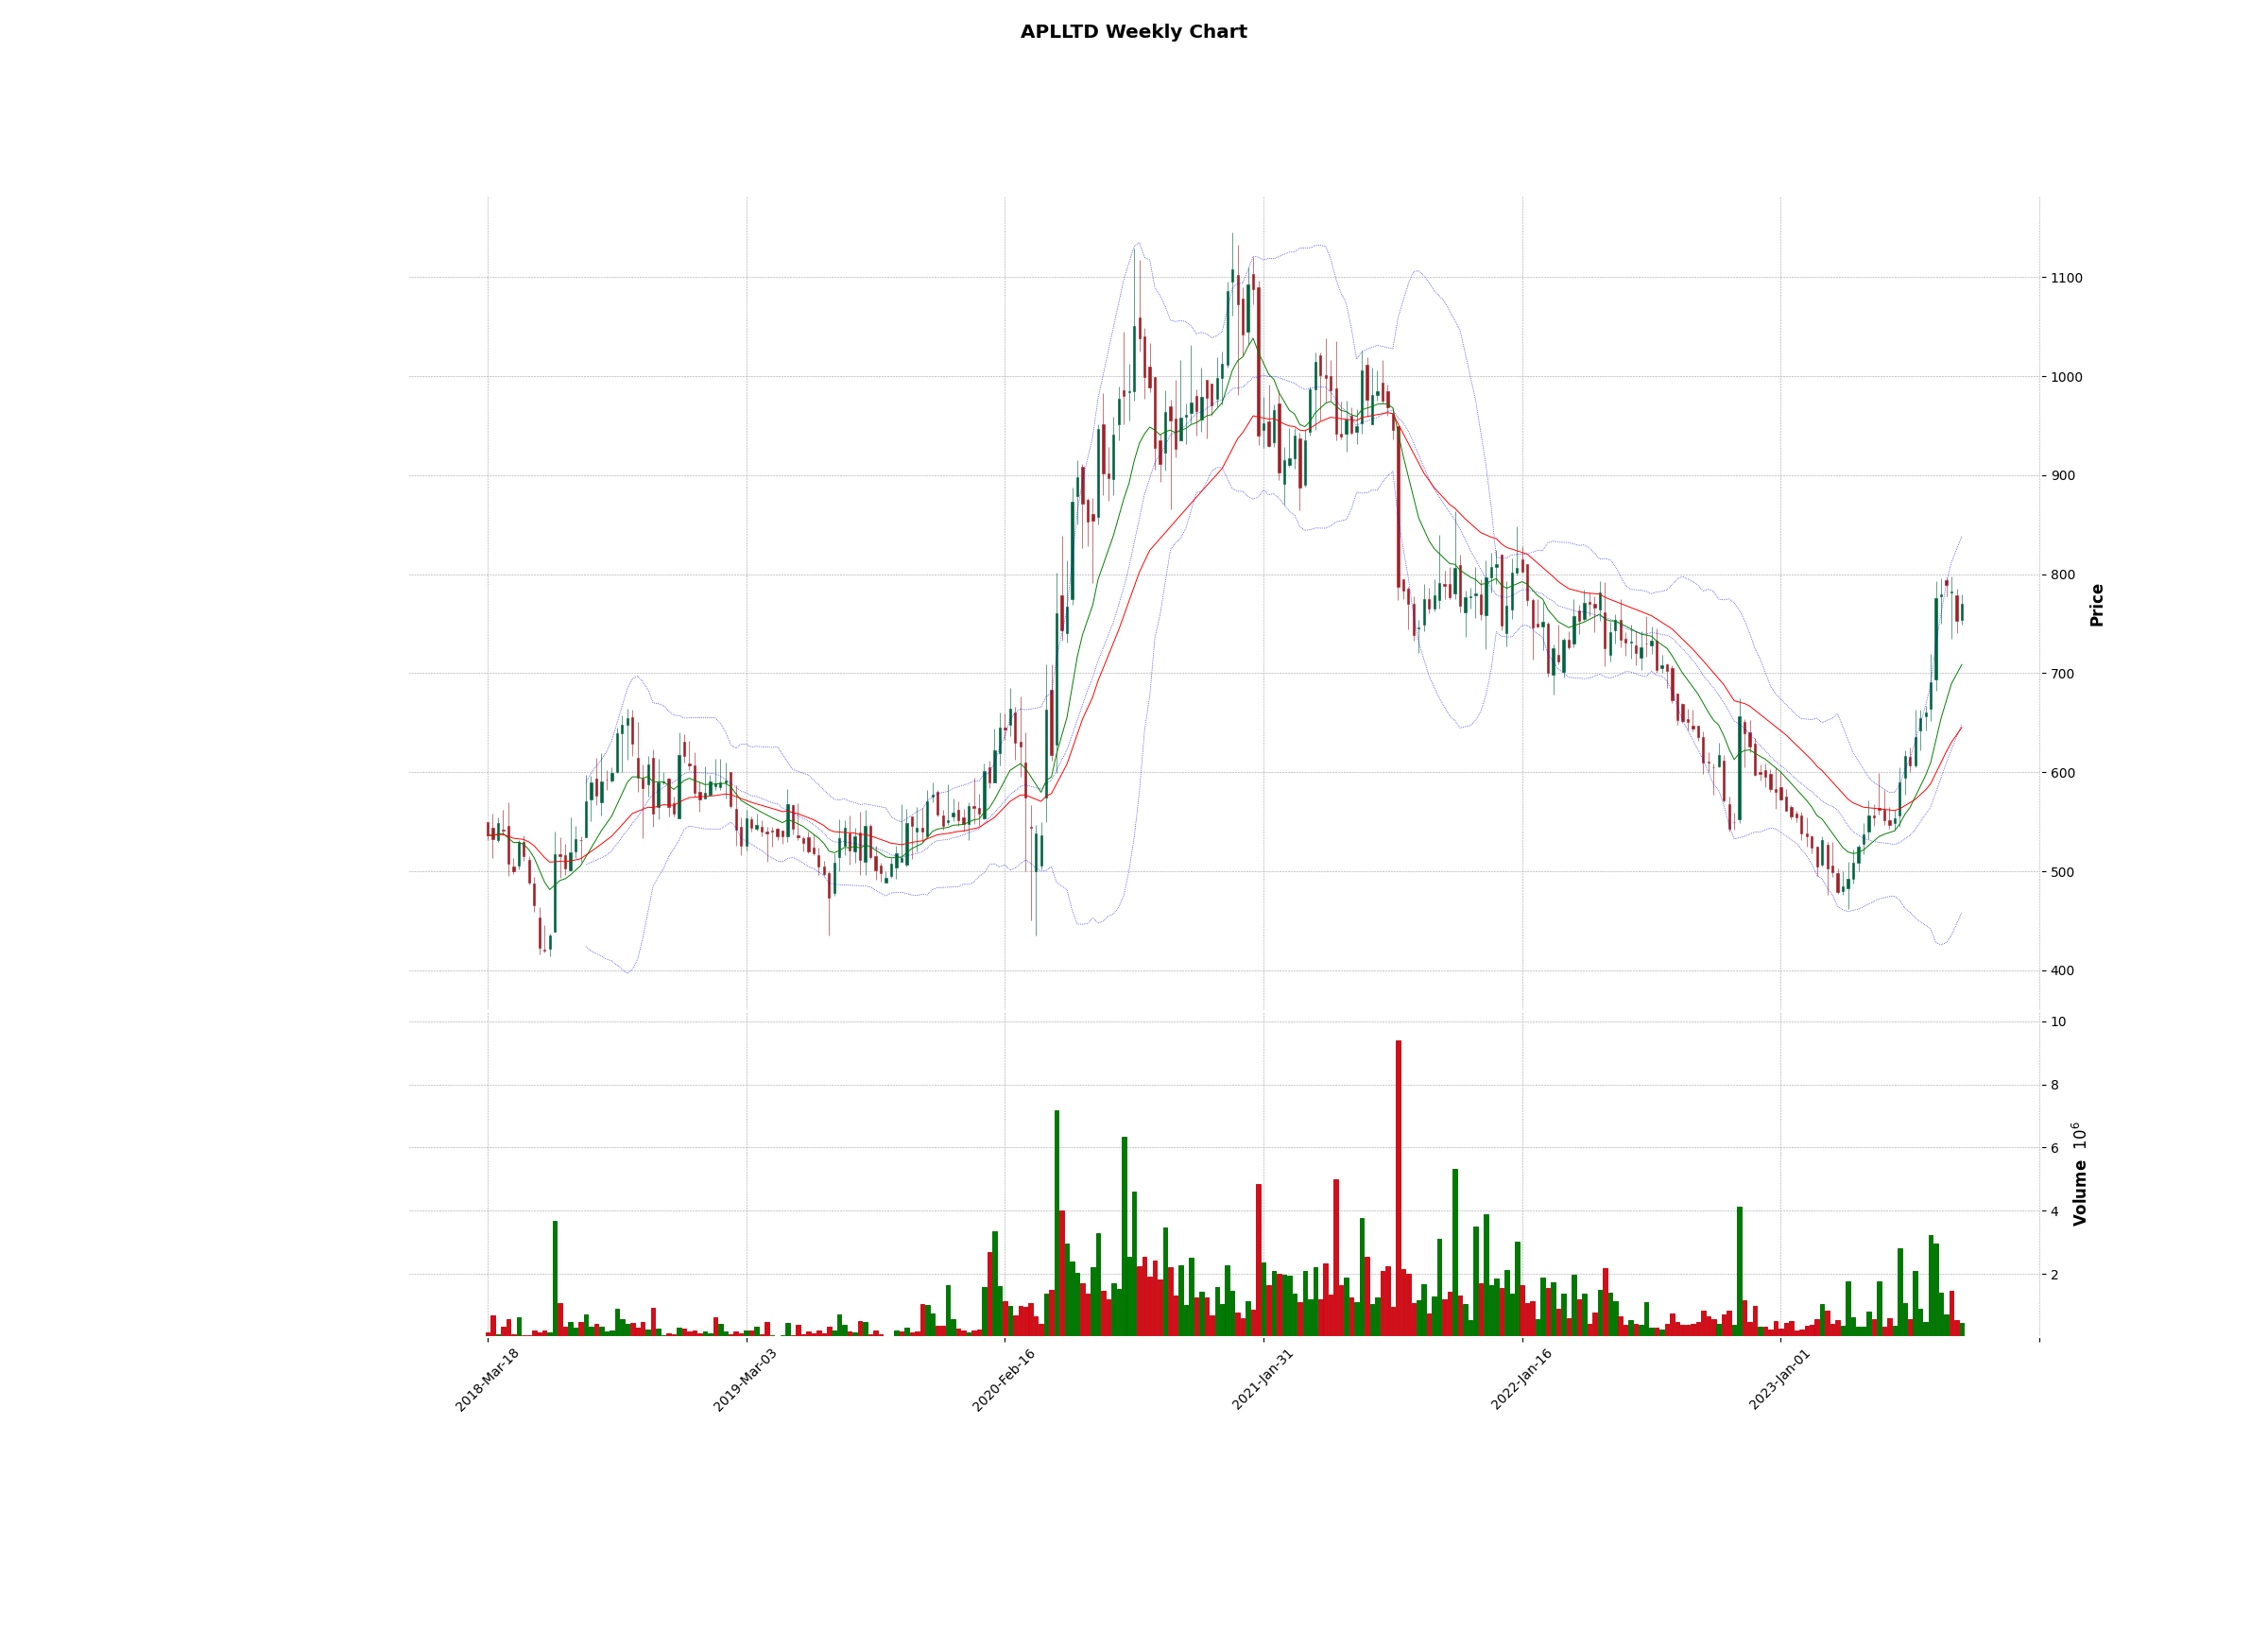 APLLTD Weekly Chart
1100
1000
900
800
700
600
500
400
Price
10
8
6
4
2
Volume 10^6
2018-Mar-18
2019-Mar-03
2020-Feb-16
2021-Jan-31
2022-Jan-16
2023-Jan-01